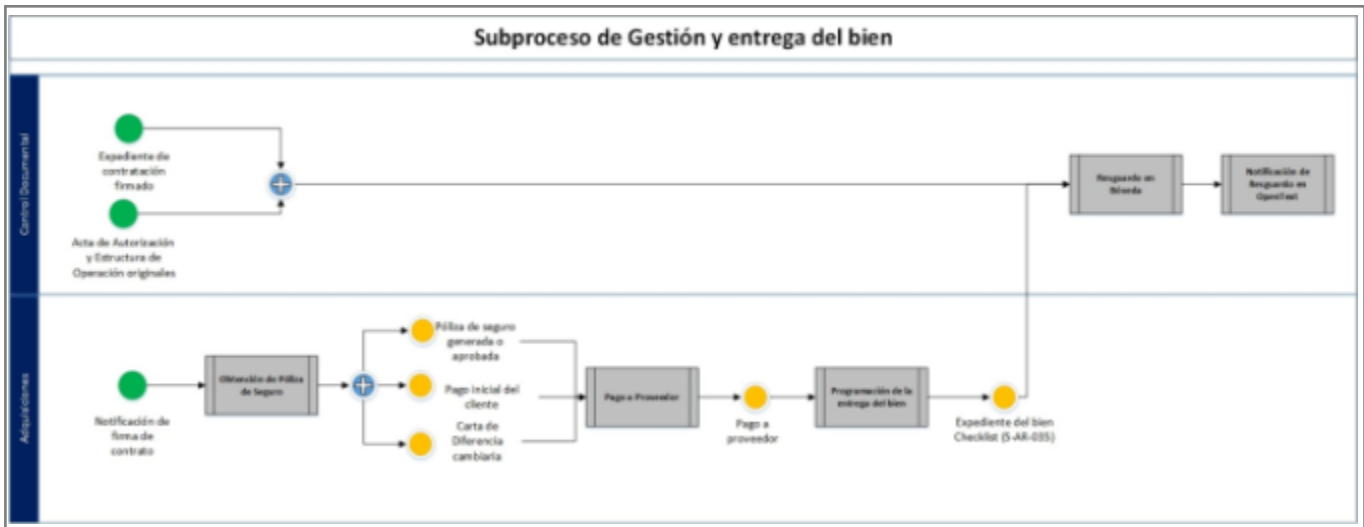 Subproceso de Gestión y entrega del bien
Control Documental
Expediente de
contratación
firmado
Acta de Autorización
y Estructura de
Operación originales
Resguardo en
Bóveda
Notificación de
Resguardo en
OpenText
Adquisiciones
Notificación de
firma de
contrato
Obtención de Póliza
de Seguro
Póliza de seguro
generada o
aprobada
Pago inicial del
cliente
Carta de
Diferencia
cambiaria
Pago a Proveedor
Pago a
proveedor
Programación de la
entrega del bien
Expediente del bien
Checklist (S-AR-035)